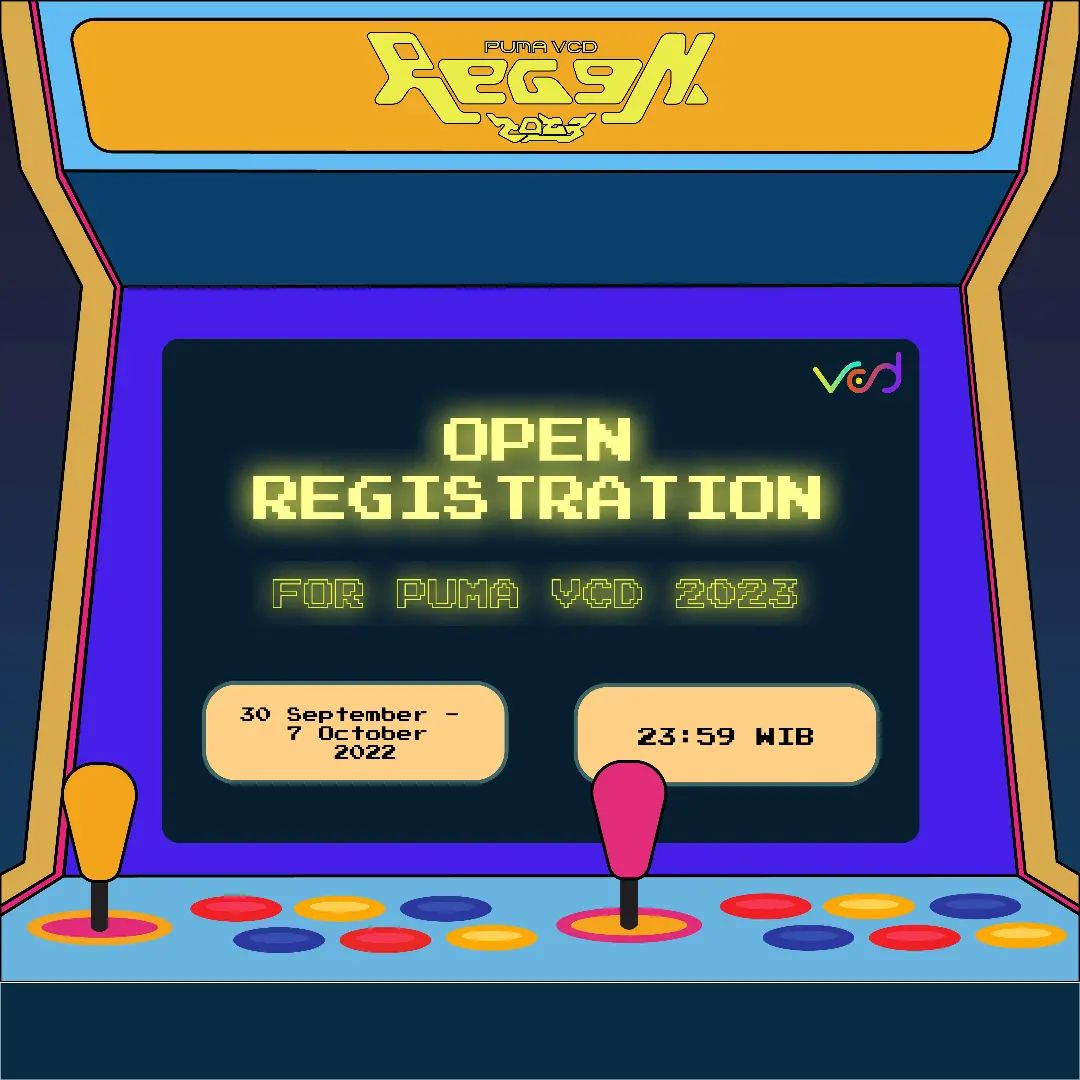 PUMA VCD
REGEN
2023
vcd
OPEN
REGISTRATION
FOR PUMA VCD 2023
30 September -
7 October
2022
23:59 WIB